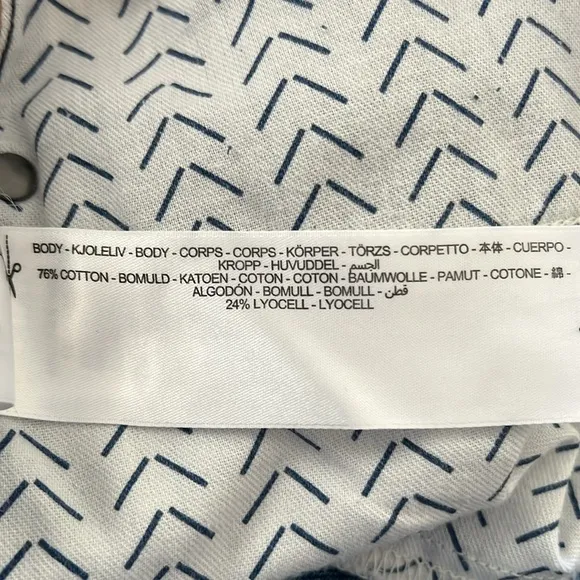 BODY - KJOLELIV - BODY - CORPS - CORPS - KÖRPER - TÖRZS - CORPETTO - 本体 - CUERPO -
KROPP - HUVUDDEL - الجسم
76% COTTON - BOMULD - KATOEN - COTON - COTON - BAUMWOLLE - PAMUT - COTONE - 綿 -
ALGODÓN - BOMULL - BOMULL - قطن
24% LYOCELL - LYOCELL